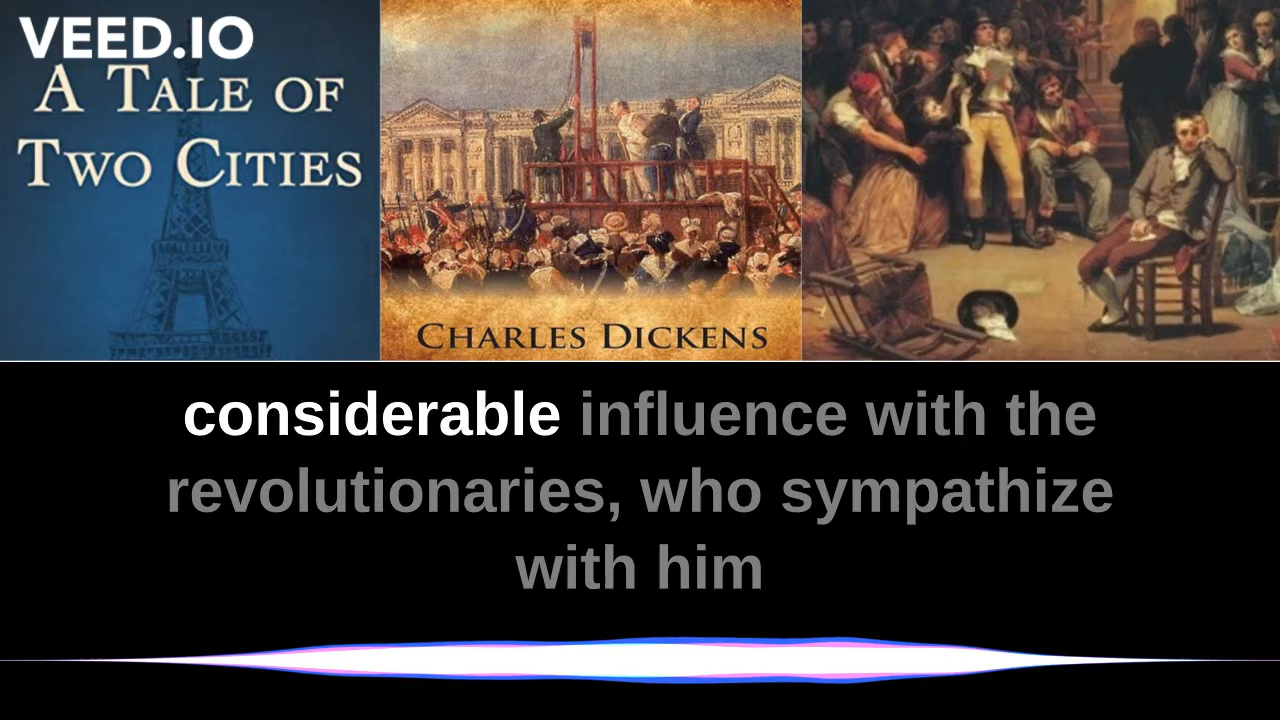 VEED.IO
A TALE OF
TWO CITIES
CHARLES DICKENS
considerable influence with the
revolutionaries, who sympathize
with him